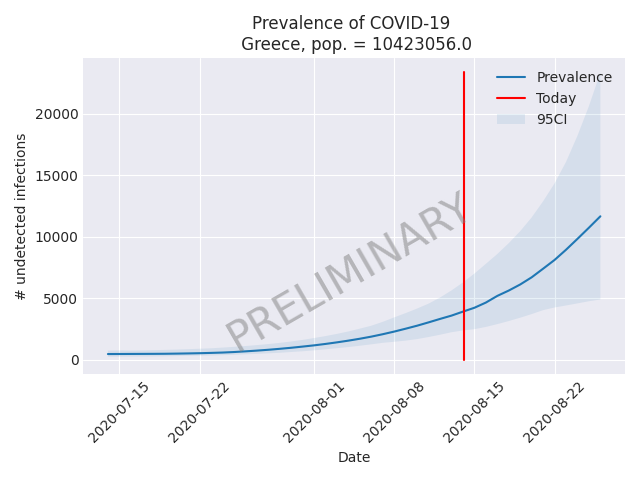 Prevalence of COVID-19
Greece, pop. = 10423056.0
Prevalence
Today
95CI
# undetected infections
20000
15000
10000
5000
0
PRELIMINARY
2020-07-15
2020-07-22
2020-08-01
2020-08-08
2020-08-15
2020-08-22
Date